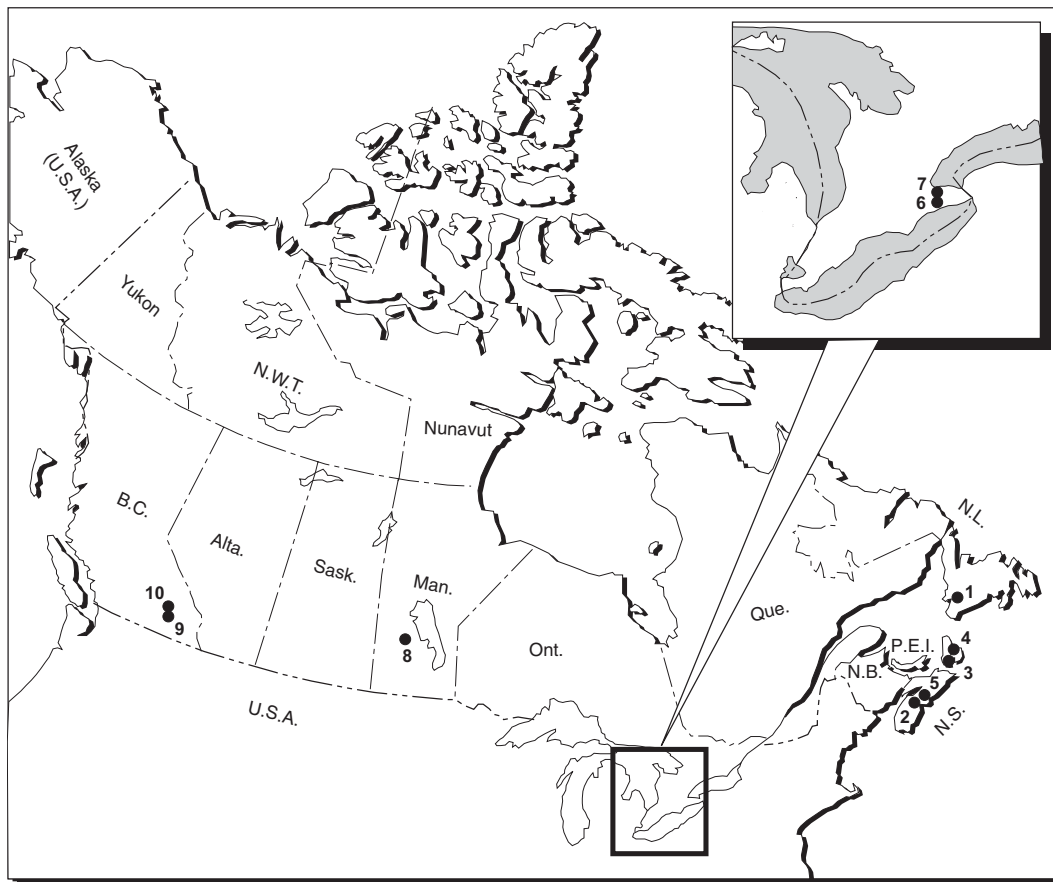 Alaska
(U.S.A.)
Yukon
N.W.T.
Nunavut
B.C.
Alta.
Sask.
Man.
Ont.
Que.
N.L.
P.E.I.
N.B.
N.S.
U.S.A.
7
6
10
9
8
1
4
3
5
2